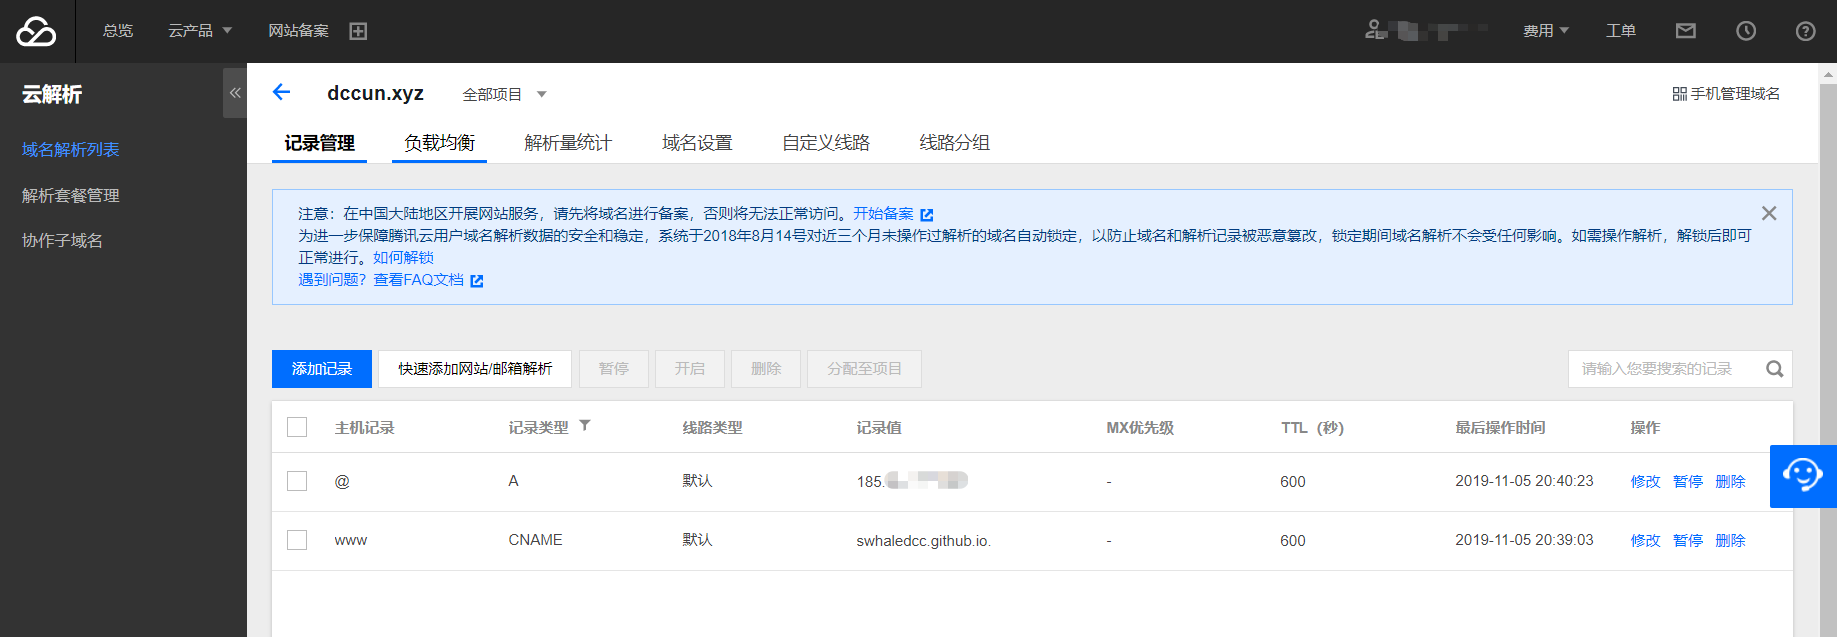 总览 云产品 网站备案 费用 工单
云解析
域名解析列表
解析套餐管理
协作子域名
dccun.xyz 全部项目 手机管理域名
记录管理 负载均衡 解析量统计 域名设置 自定义线路 线路分组
注意：在中国大陆地区开展网站服务，请先将域名进行备案，否则将无法正常访问。开始备案
为进一步保障腾讯云用户域名解析数据的安全和稳定，系统于2018年8月14号对近三个月未操作过解析的域名自动锁定，以防止域名和解析记录被恶意篡改，锁定期间域名解析不会受任何影响。如需操作解析，解锁后即可
正常进行。如何解锁
遇到问题？查看FAQ文档
添加记录 快速添加网站/邮箱解析 暂停 开启 删除 分配至项目 请输入您要搜索的记录
主机记录 记录类型 线路类型 记录值 MX优先级 TTL（秒） 最后操作时间 操作
@ A 默认 185. - 600 2019-11-05 20:40:23 修改 暂停 删除
www CNAME 默认 swhaledcc.github.io. - 600 2019-11-05 20:39:03 修改 暂停 删除